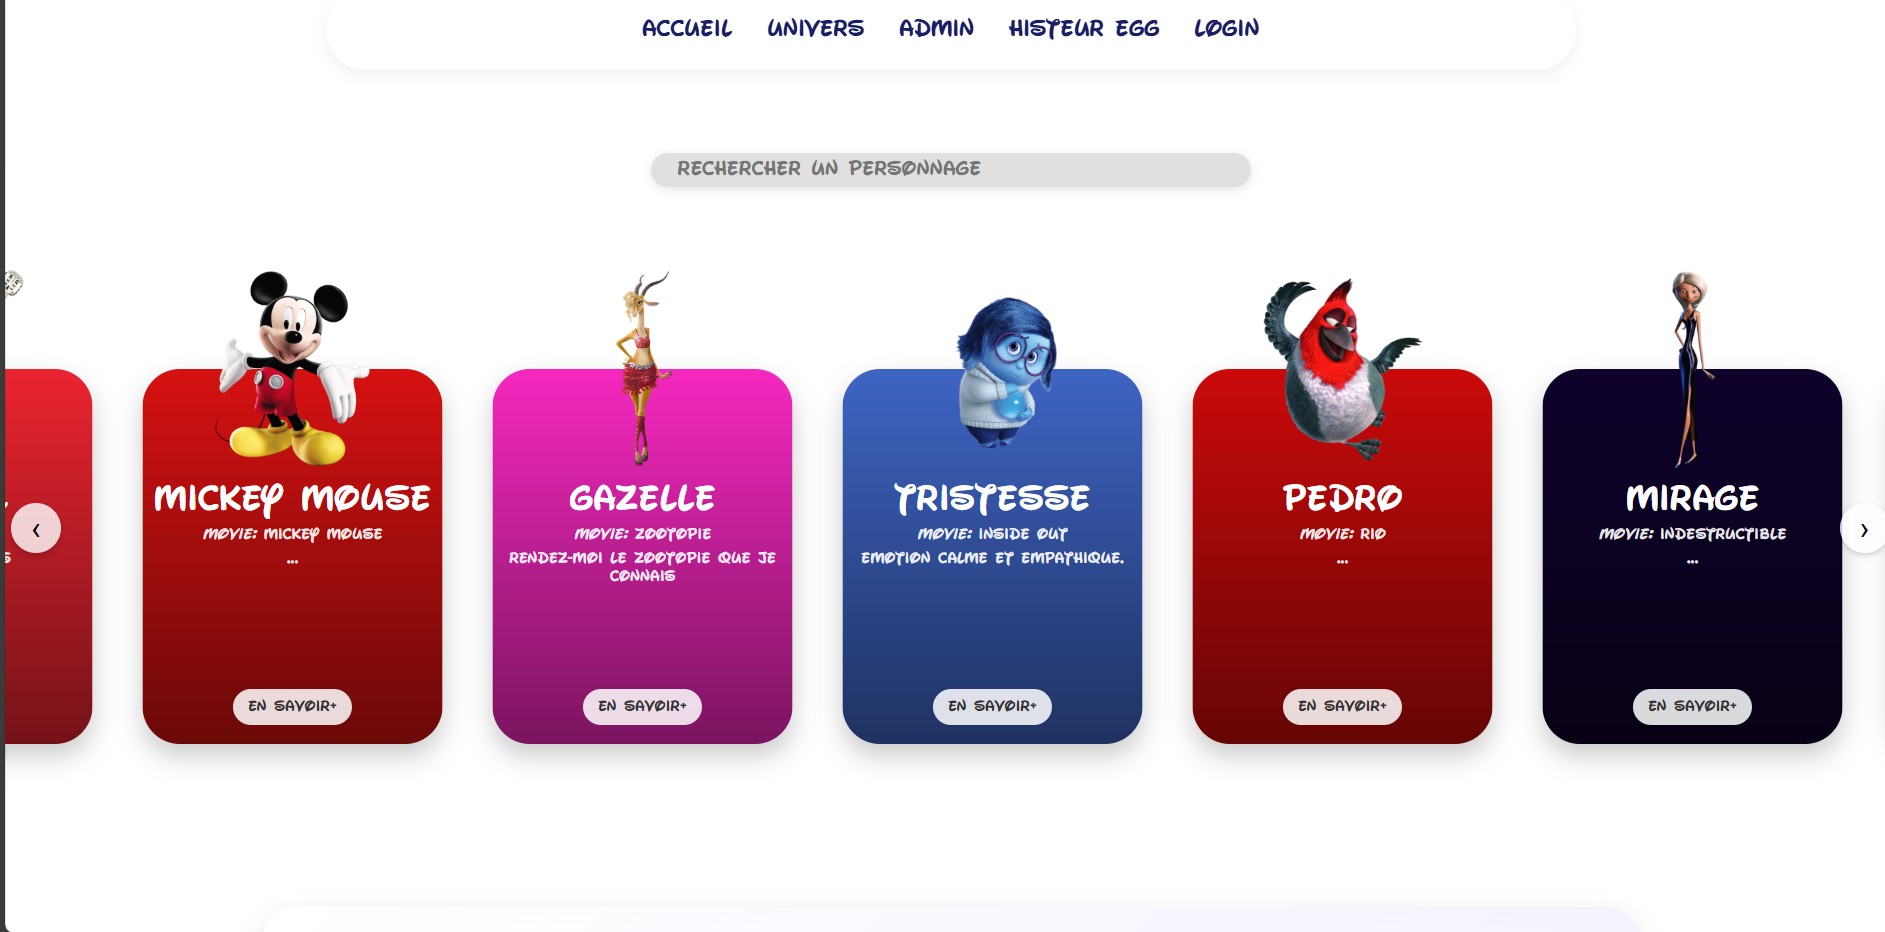 ACCUEIL UNIVERS ADMIN HISTEUR EGG LOGIN
RECHERCHER UN PERSONNAGE
MICKEY MOUSE
MOVIE: MICKEY MOUSE
...
EN SAVOIR+
GAZELLE
MOVIE: ZOOTOPIE
RENDEZ-MOI LE ZOOTOPIE QUE JE
CONNAIS
EN SAVOIR+
TRISTESSE
MOVIE: INSIDE OUT
EMOTION CALME ET EMPATHIQUE.
EN SAVOIR+
PEDRO
MOVIE: RIO
...
EN SAVOIR+
MIRAGE
MOVIE: INDESTRUCTIBLE
...
EN SAVOIR+
‹
›